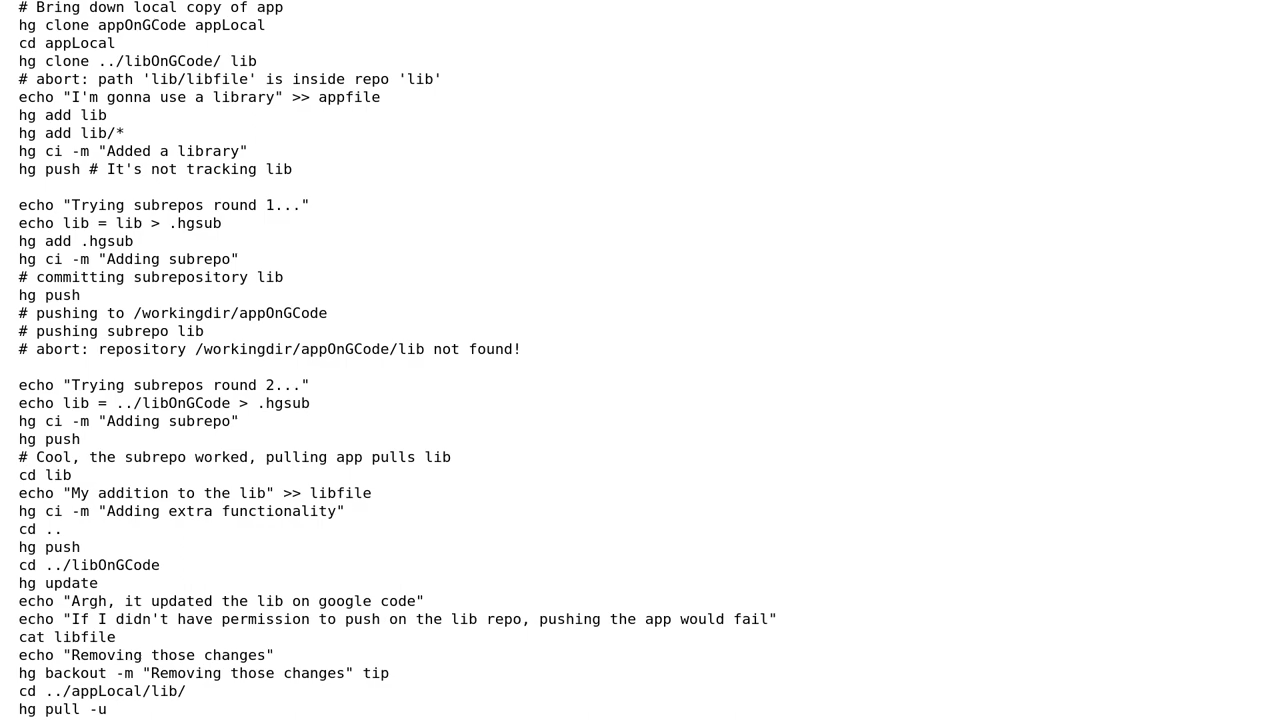 # Bring down local copy of app
hg clone appOnGCode appLocal
cd appLocal
hg clone ../libOnGCode/ lib
# abort: path 'lib/libfile' is inside repo 'lib'
echo "I'm gonna use a library" >> appfile
hg add lib
hg add lib/*
hg ci -m "Added a library"
hg push # It's not tracking lib

echo "Trying subrepos round 1..."
echo lib = lib > .hgsub
hg add .hgsub
hg ci -m "Adding subrepo"
# committing subrepository lib
hg push
# pushing to /workingdir/appOnGCode
# pushing subrepo lib
# abort: repository /workingdir/appOnGCode/lib not found!

echo "Trying subrepos round 2..."
echo lib = ../libOnGCode > .hgsub
hg ci -m "Adding subrepo"
hg push
# Cool, the subrepo worked, pulling app pulls lib
cd lib
echo "My addition to the lib" >> libfile
hg ci -m "Adding extra functionality"
cd ..
hg push
cd ../libOnGCode
hg update
echo "Argh, it updated the lib on google code"
echo "If I didn't have permission to push on the lib repo, pushing the app would fail"
cat libfile
echo "Removing those changes"
hg backout -m "Removing those changes" tip
cd ../appLocal/lib/
hg pull -u